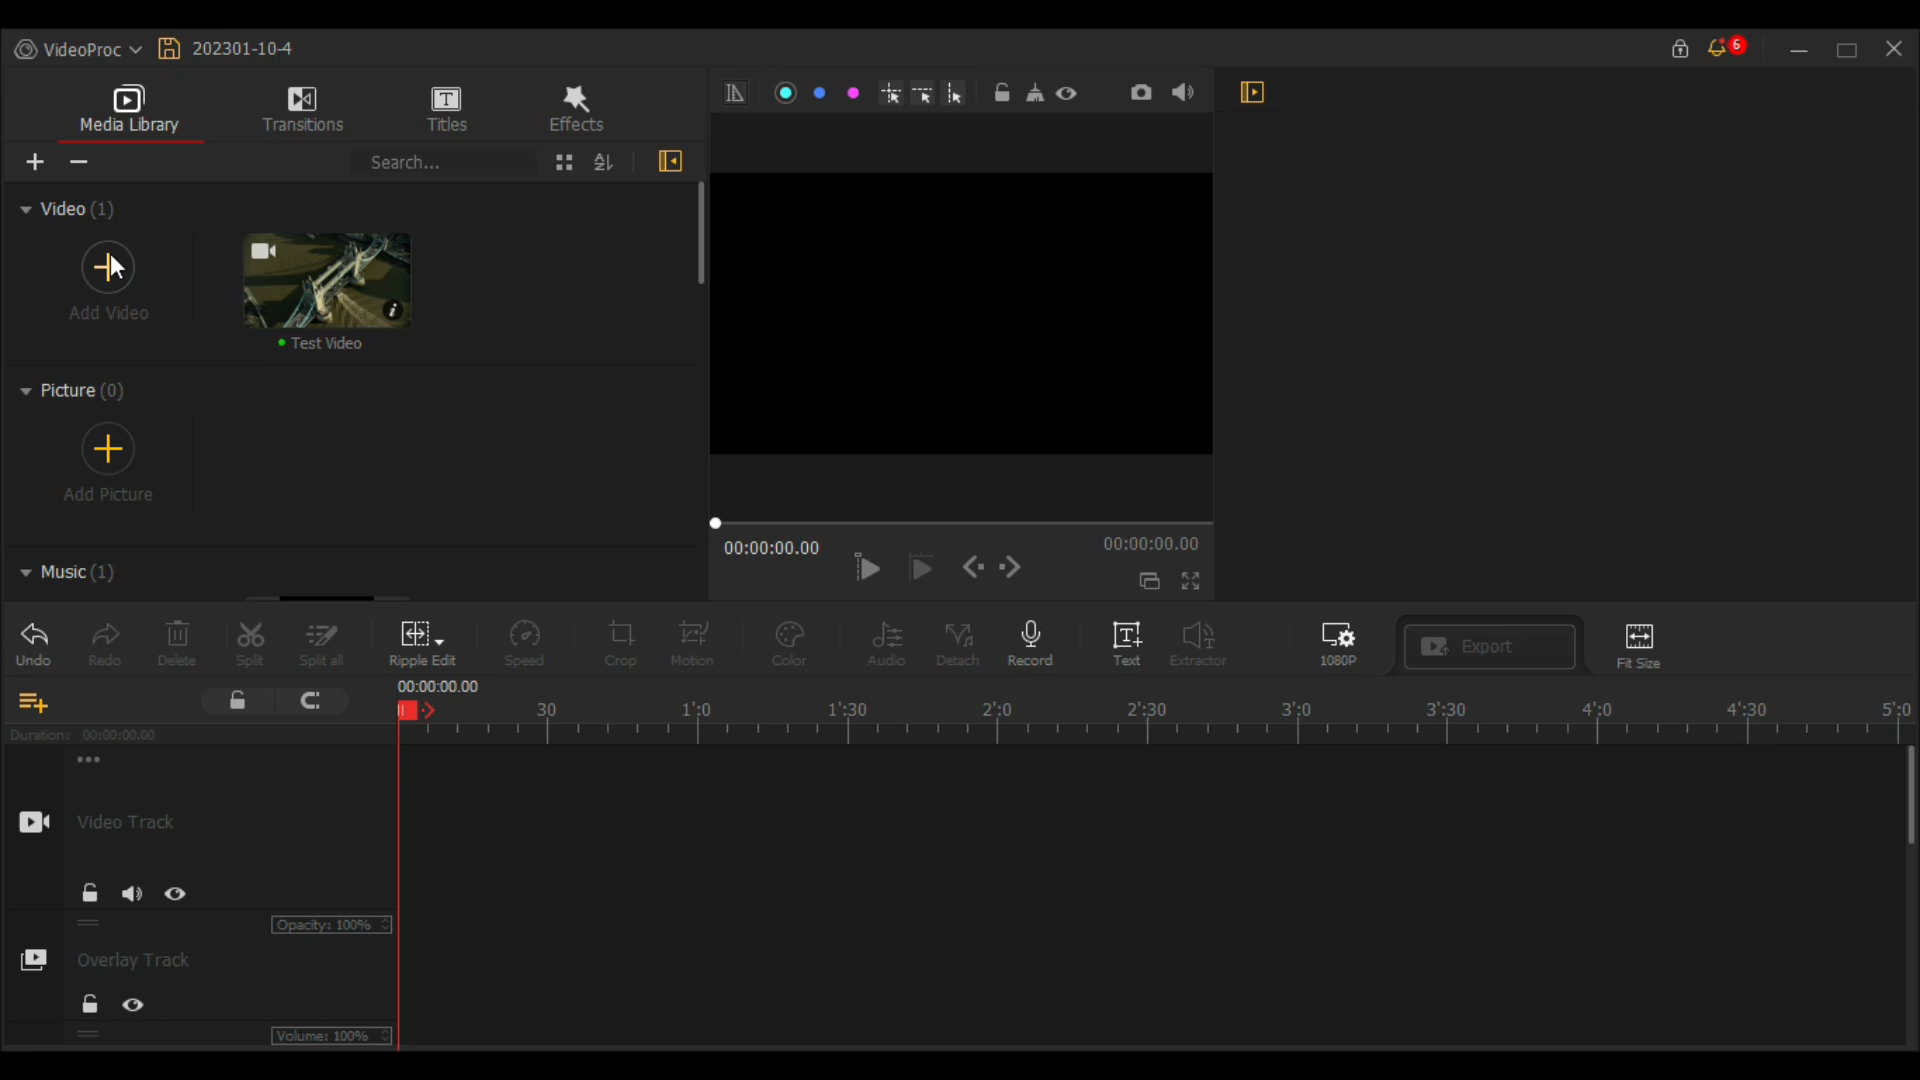 VideoProc 202301-10-4 6
Media Library Transitions Titles Effects
Search...
Video (1)
Add Video
Test Video
Picture (0)
Add Picture
Music (1)
00:00:00.00 00:00:00.00
Undo Redo Delete Split Split all Ripple Edit Speed Crop Motion Color Audio Detach Record Text Extractor 1080P Export Fit Size
00:00:00.00
30 1'0 1'30 2'0 2'30 3'0 3'30 4'0 4'30 5'0
Duration: 00:00:00.00
Video Track
Opacity: 100%
Overlay Track
Volume: 100%